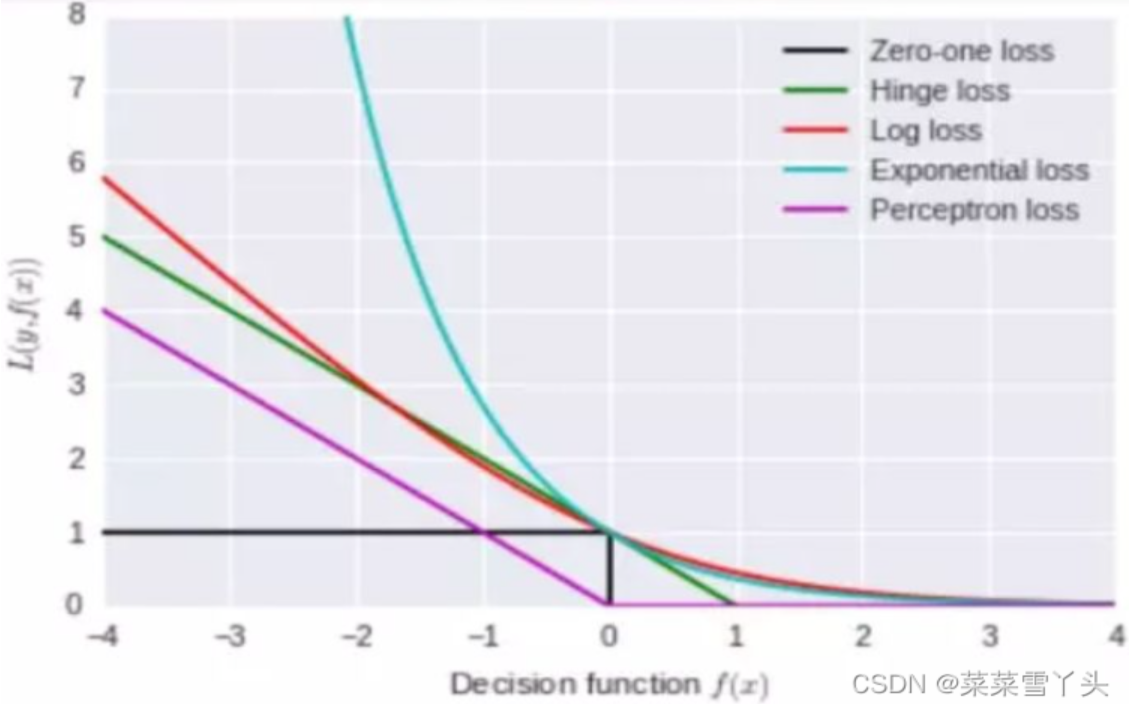 8
7
6
5
4
3
2
1
0
L(y,f(x))
Zero-one loss
Hinge loss
Log loss
Exponential loss
Perceptron loss
−4 −3 −2 −1 0 1 2 3 4
Decision function f(x)
CSDN @菜菜雪丫头